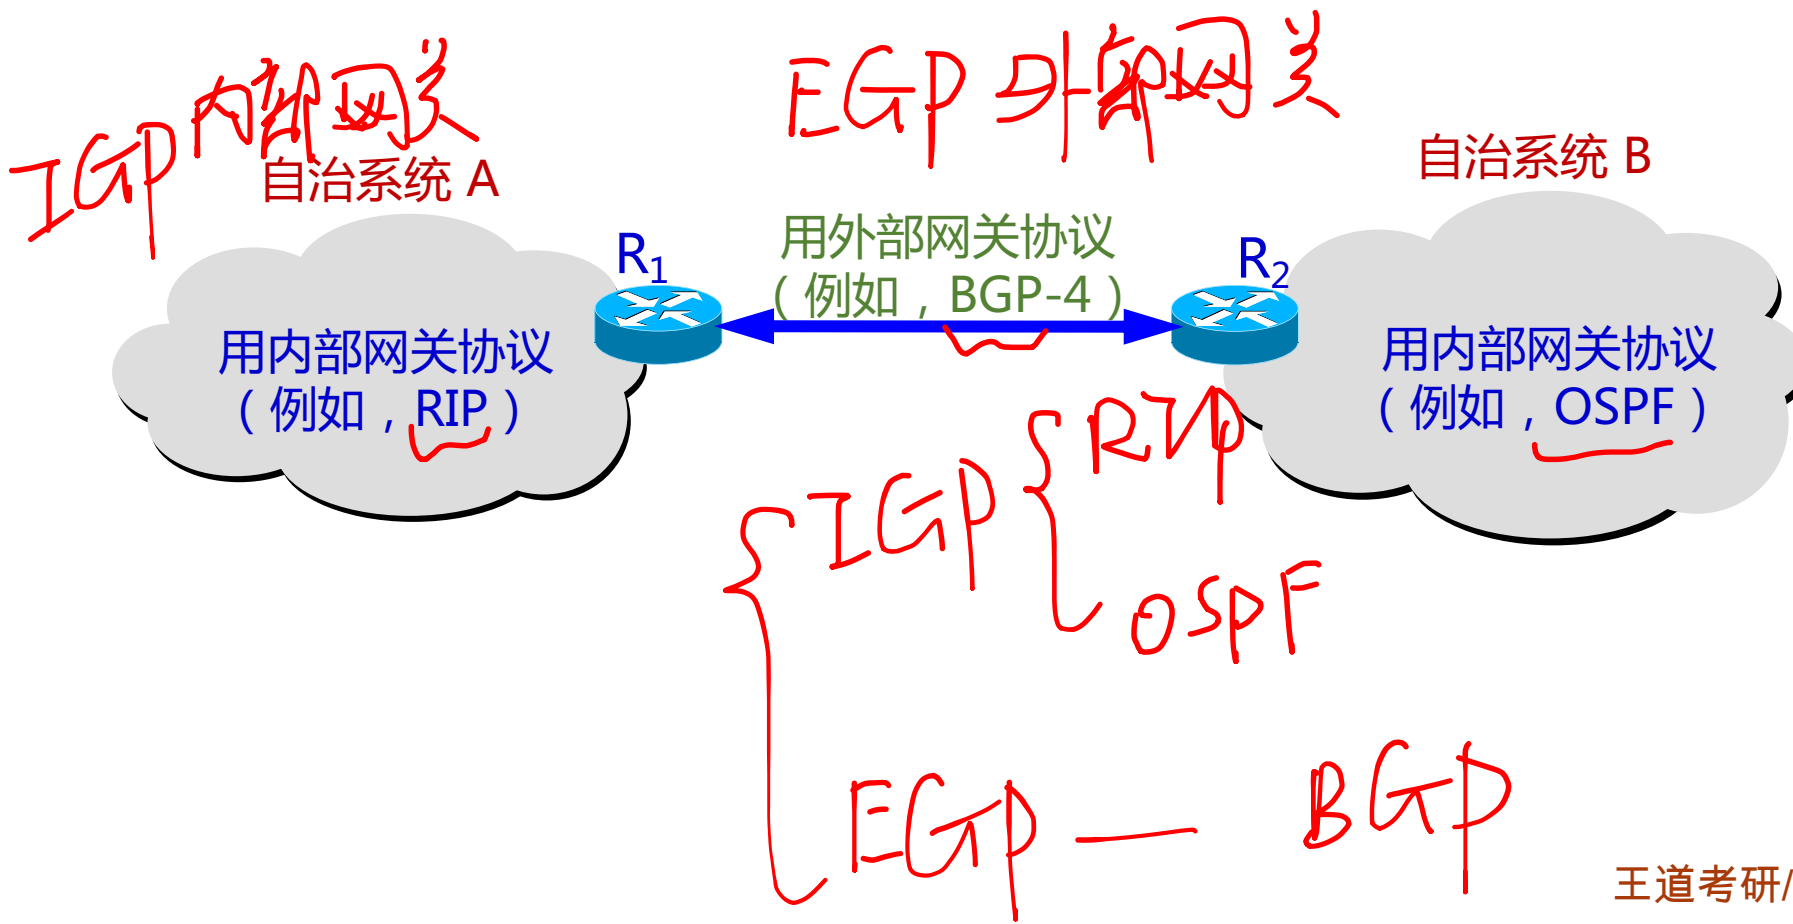 IGP 内部网关
EGP 外部网关
自治系统 A
自治系统 B
用外部网关协议
（例如，BGP-4）
R1
R2
用内部网关协议
（例如，RIP）
用内部网关协议
（例如，OSPF）
IGP
RIP
OSPF
EGP — BGP
王道考研/